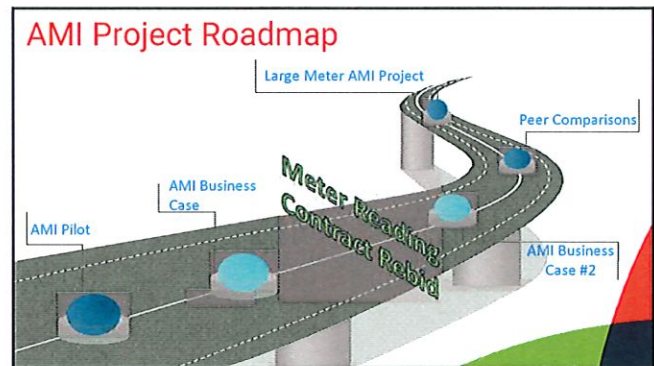 AMI Project Roadmap
Large Meter AMI Project
Peer Comparisons
AMI Business
Case
AMI Pilot
Meter Reading
Contract Rebid
AMI Business
Case #2